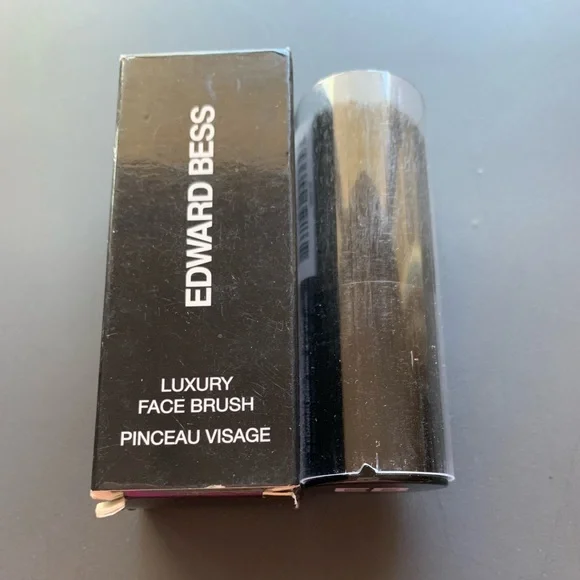 EDWARD BESS
LUXURY
FACE BRUSH
PINCEAU VISAGE